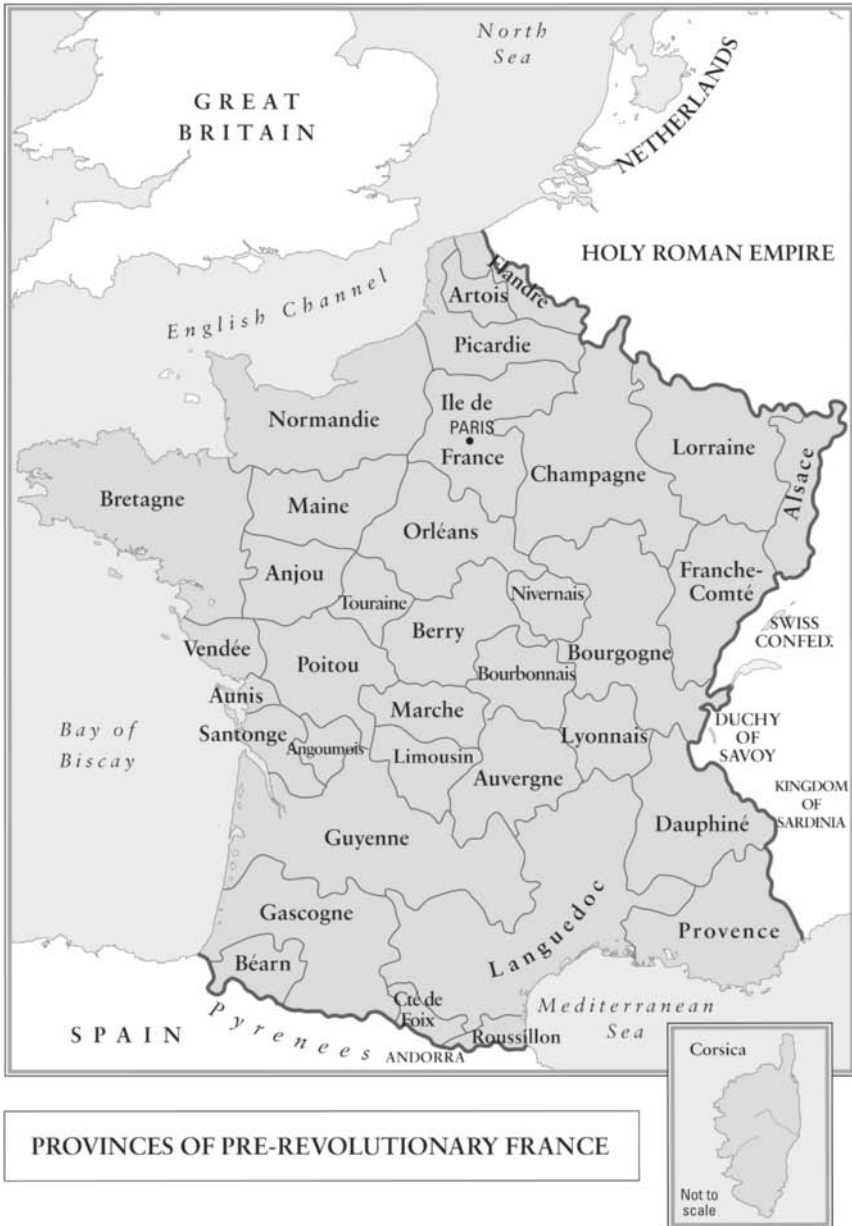 North
Sea
GREAT
BRITAIN
NETHERLANDS
HOLY ROMAN EMPIRE
English Channel
Flandre
Artois
Picardie
Normandie
Ile de
PARIS
France
Champagne
Lorraine
Alsace
Bretagne
Maine
Orléans
Anjou
Touraine
Nivernais
Franche-
Comté
Berry
SWISS
CONFED.
Vendée
Poitou
Bourbonnais
Bourgogne
Aunis
Marche
Santonge
Angoumois
Limousin
Lyonnais
Auvergne
DUCHY
OF
SAVOY
Bay of
Biscay
KINGDOM
OF
SARDINIA
Dauphiné
Guyenne
Gascogne
Languedoc
Provence
Béarn
Cté de
Foix
Roussillon
Mediterranean
Sea
SPAIN
Pyrenees
ANDORRA
Corsica
Not to
scale
PROVINCES OF PRE-REVOLUTIONARY FRANCE